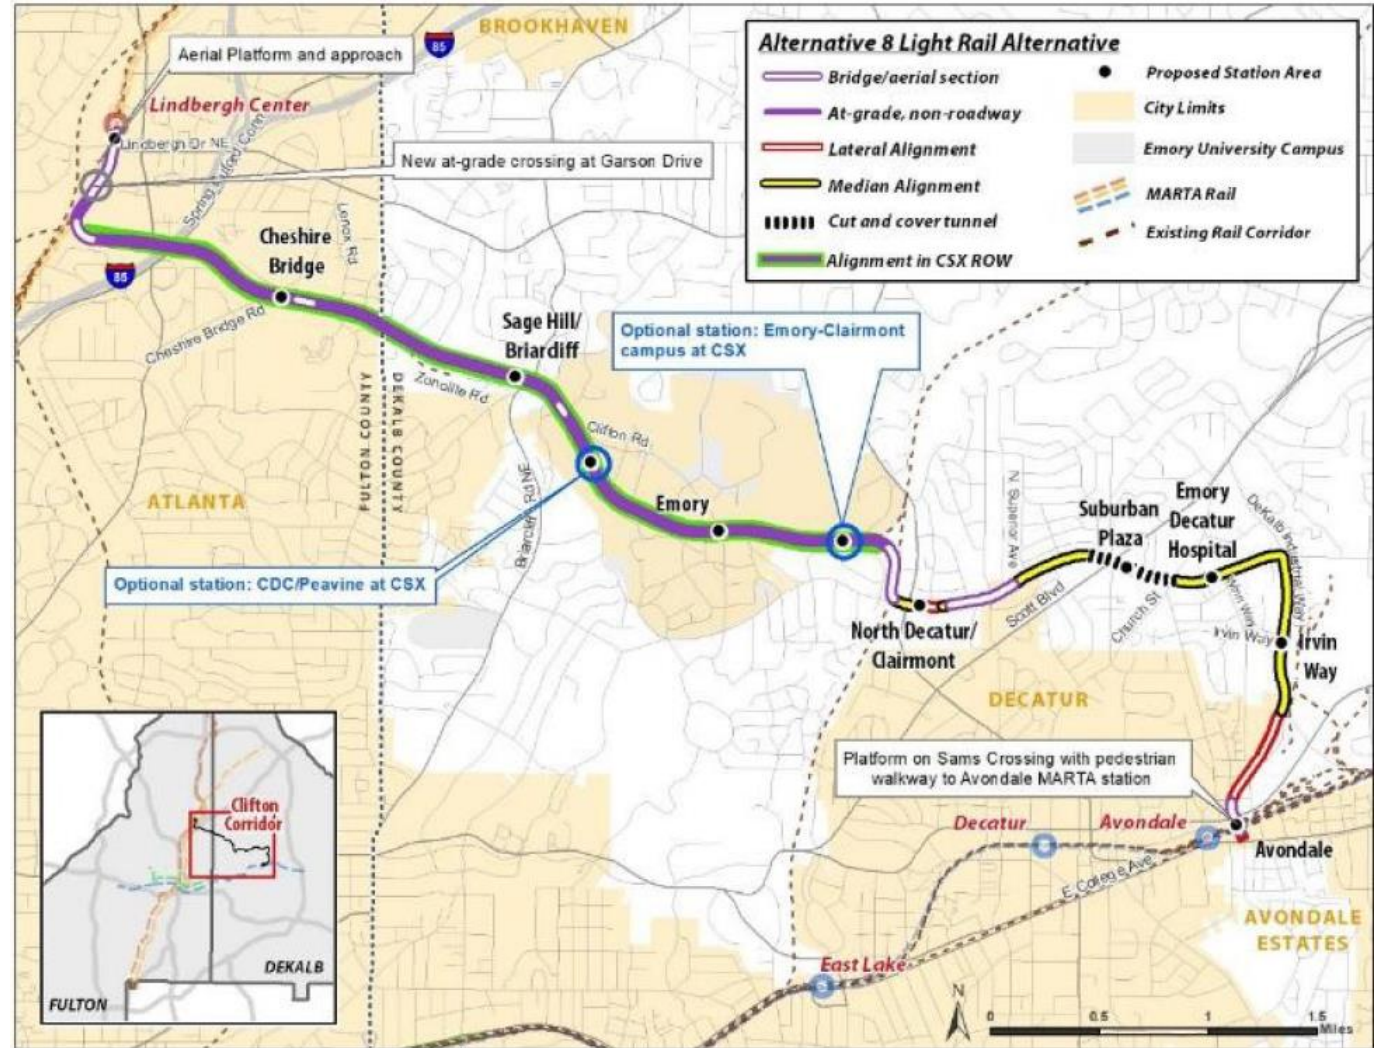 BROOKHAVEN
85
Aerial Platform and approach
Lindbergh Center
Lindbergh Dr NE
New at-grade crossing at Garson Drive
Lenox Rd
85
Cheshire
Bridge
Cheshire Bridge Rd
Alternative 8 Light Rail Alternative
Bridge/aerial section
At-grade, non-roadway
Lateral Alignment
Median Alignment
Cut and cover tunnel
Alignment in CSX ROW
Proposed Station Area
City Limits
Emory University Campus
MARTA Rail
Existing Rail Corridor
Sage Hill/
Briarcliff
Optional station: Emory-Clairmont
campus at CSX
Zonolite Rd
FULTON COUNTY
DEKALB COUNTY
Clifton Rd
Briarcliff Rd NE
ATLANTA
Emory
Optional station: CDC/Peavine at CSX
N Superior Ave
Suburban
Plaza
Emory
Decatur
Hospital
DeKalb Industrial Way
Scott Blvd
Church St
Irvin Way
North Decatur/
Clairmont
Irvin
Way
DECATUR
Platform on Sams Crossing with pedestrian
walkway to Avondale MARTA station
Decatur
Avondale
Avondale
E College Ave
AVONDALE
ESTATES
East Lake
Clifton
Corridor
DEKALB
FULTON
N
0
0.5
1
1.5
Miles